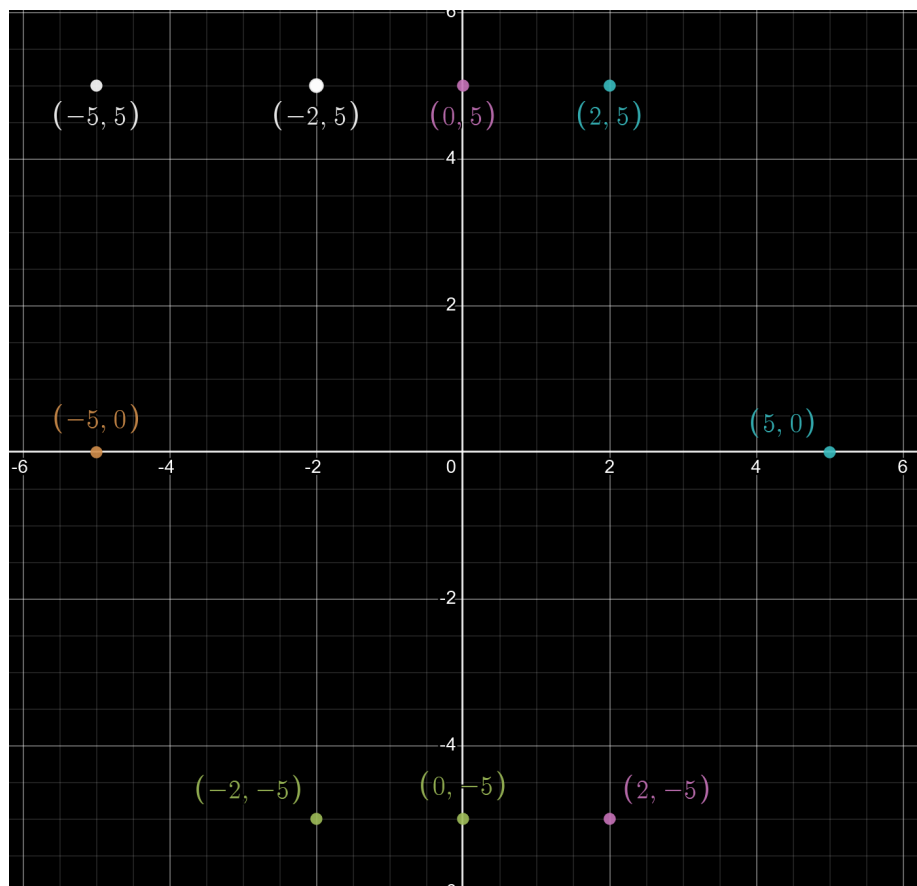 6
(−5, 5) (−2, 5) (0, 5) (2, 5)
4
2
(−5, 0) (5, 0)
-6 -4 -2 0 2 4 6
-2
-4
(−2, −5) (0, −5) (2, −5)